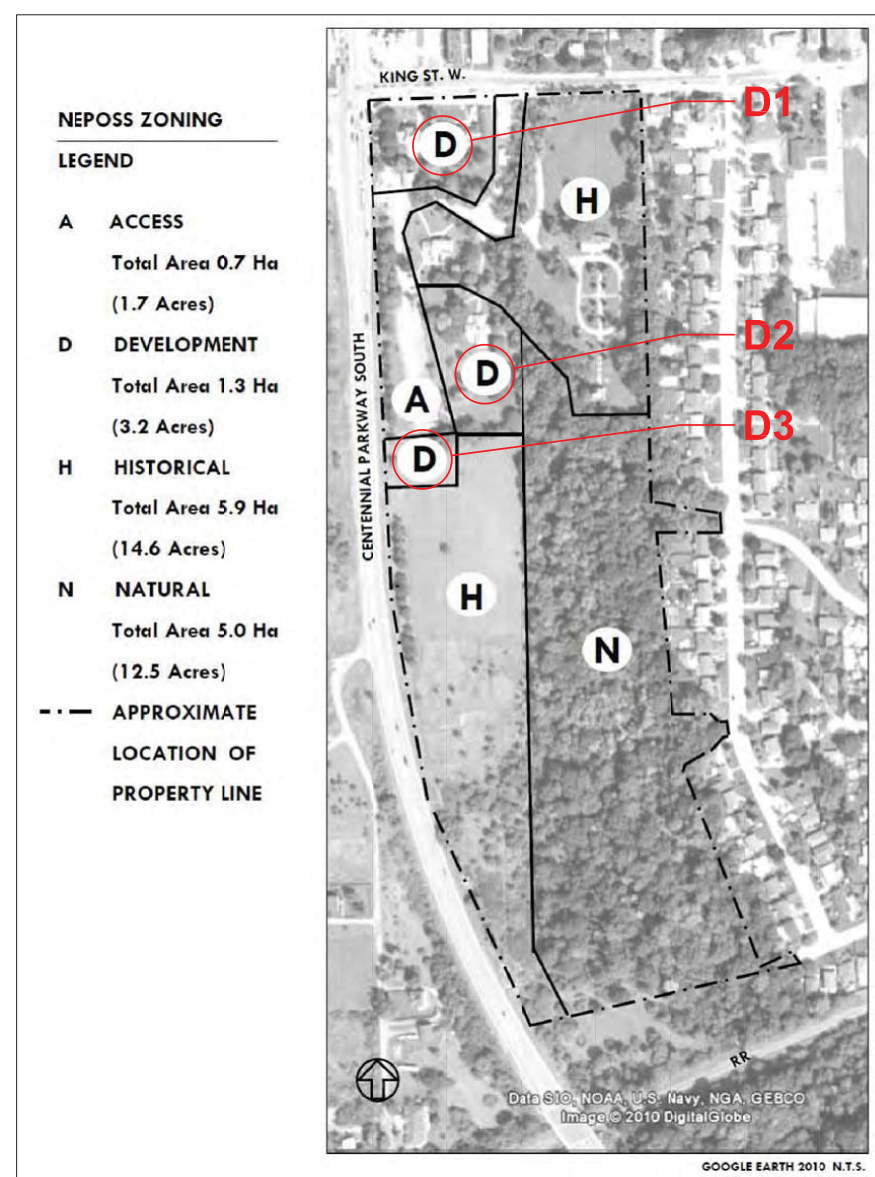 NEPOSS ZONING
LEGEND
A ACCESS
Total Area 0.7 Ha
(1.7 Acres)
D DEVELOPMENT
Total Area 1.3 Ha
(3.2 Acres)
H HISTORICAL
Total Area 5.9 Ha
(14.6 Acres)
N NATURAL
Total Area 5.0 Ha
(12.5 Acres)
APPROXIMATE
LOCATION OF
PROPERTY LINE
KING ST. W.
D1
D
H
D2
D
A
D3
D
CENTENNIAL PARKWAY SOUTH
H
N
RR
Data SIO, NOAA, U.S. Navy, NGA, GEBCO
Image © 2010 DigitalGlobe
GOOGLE EARTH 2010 N.T.S.